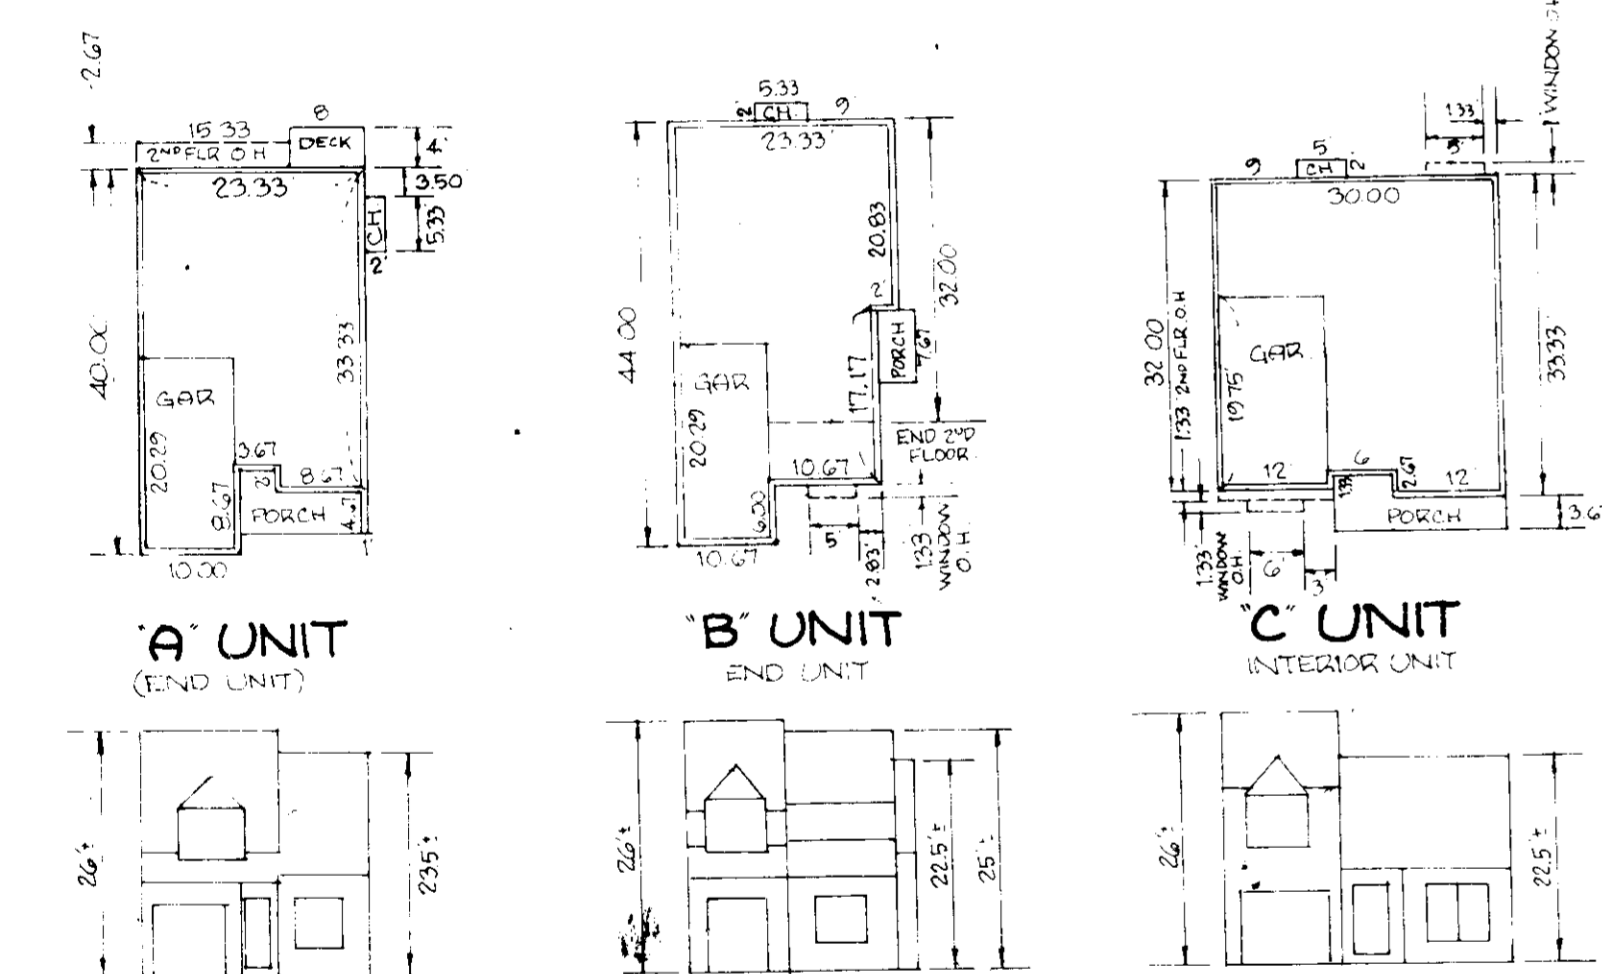 2.67
15.33
8
2ND FLR O H
DECK
4'
23.33
3.50
CH
5.33
2
40.00
33 33
GAR
20.29
3.67
2'
8.67
8.67
PORCH
4.67
10.00
"A" UNIT
(END UNIT)
26'±
23.5'±
5.33
2
CH.
9
23.33'
20.83
2'
32.00
44 00
PORCH
7.67
17.17
GAR
20.29
END 2ND
FLOOR
10.67
6.00
10.67
5'
2.83'
1.33
WINDOW
O.H.
"B" UNIT
END UNIT
26'±
22.5'±
25'±
WINDOW
1.33
5'
9
5
CH
2'
30.00
32 00
1.33' 2ND FLR. O.H
GAR
19.75'
33.33'
12'
6
1.33
2.67
12'
PORCH
1.33'
WINDOW
O.H.
6'
3'
"C" UNIT
INTERIOR UNIT
26'±
22.5'±